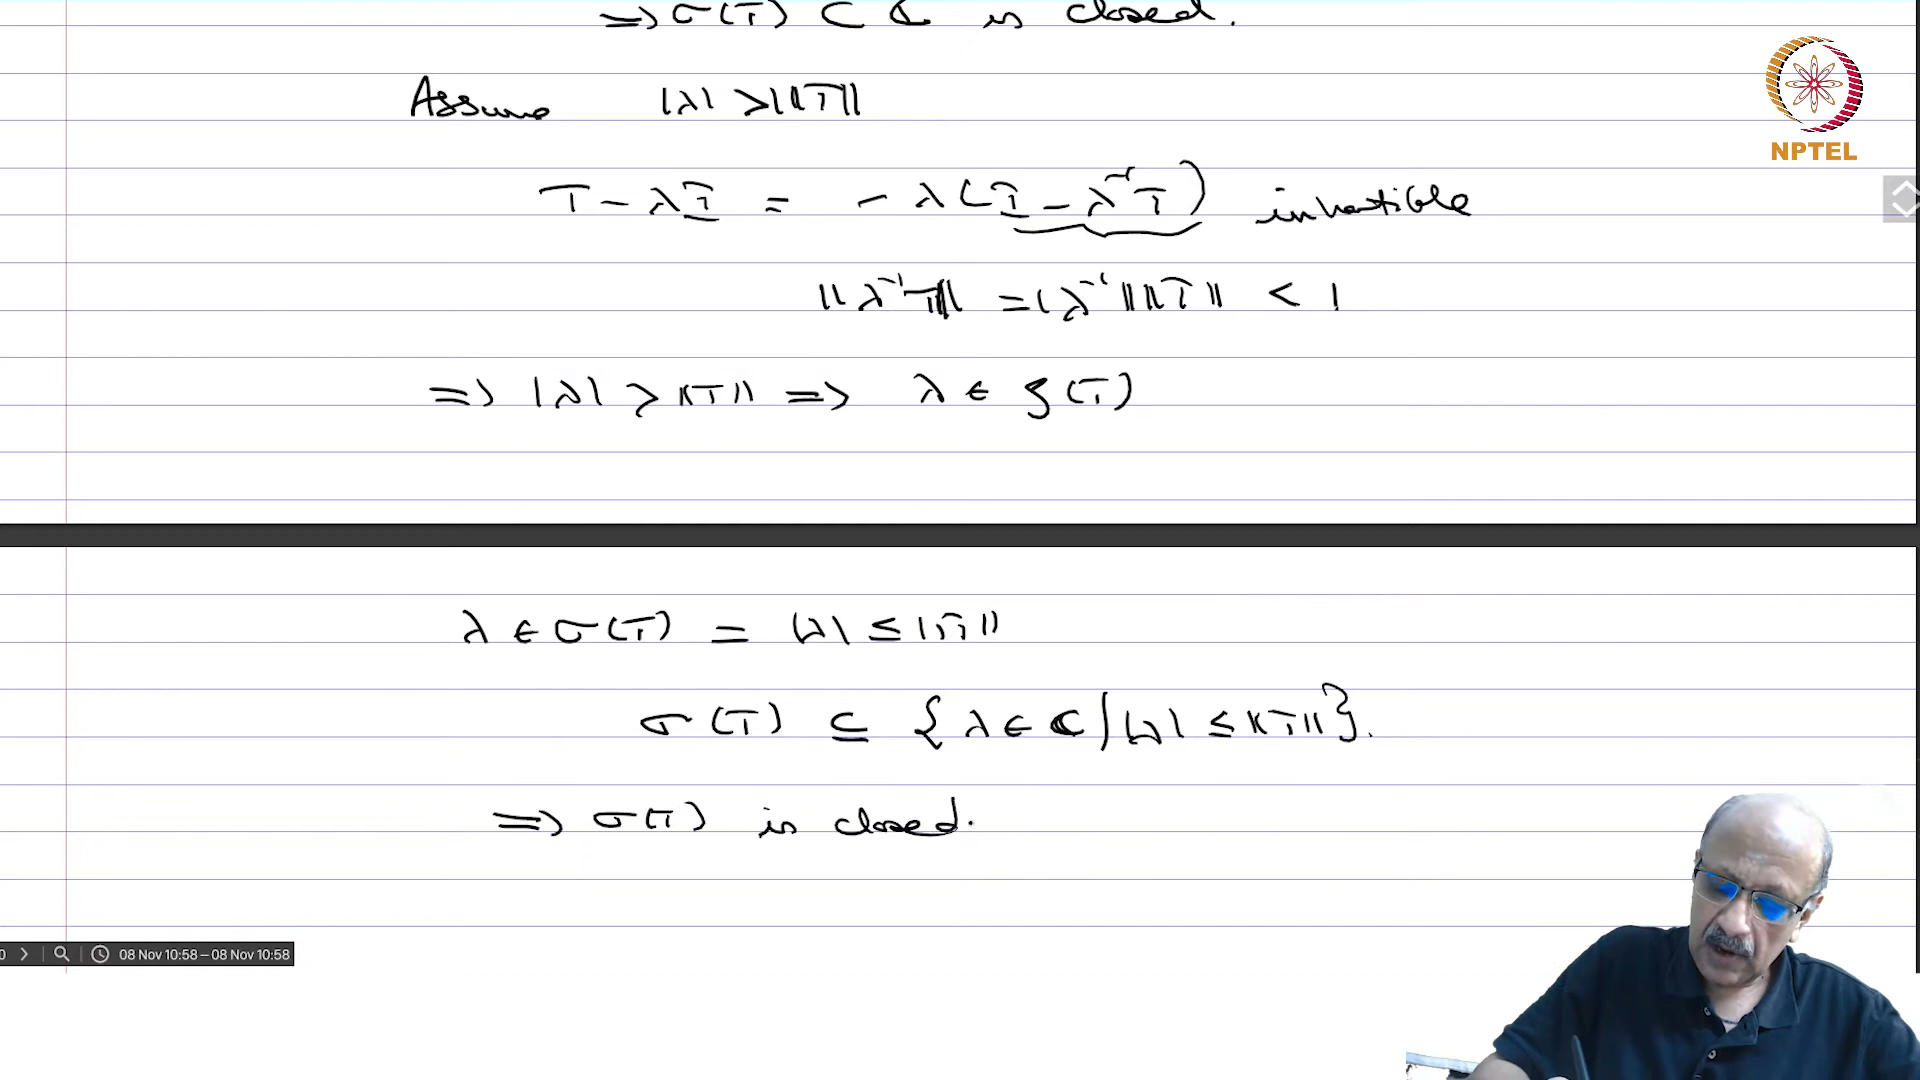 ⇒ σ(T) ⊂ ℂ is closed.
Assume |λ| > ||T||
NPTEL
T - λI = -λ(I - λ⁻¹T) invertible
||λ⁻¹T|| = |λ⁻¹| ||T|| < 1
⇒ |λ| > ||T|| ⇒ λ ∈ ρ(T)
λ ∈ σ(T) = |λ| ≤ ||T||
σ(T) ⊆ {λ ∈ ℂ / |λ| ≤ ||T||}.
⇒ σ(T) is closed.
0 > 08 Nov 10:58 – 08 Nov 10:58